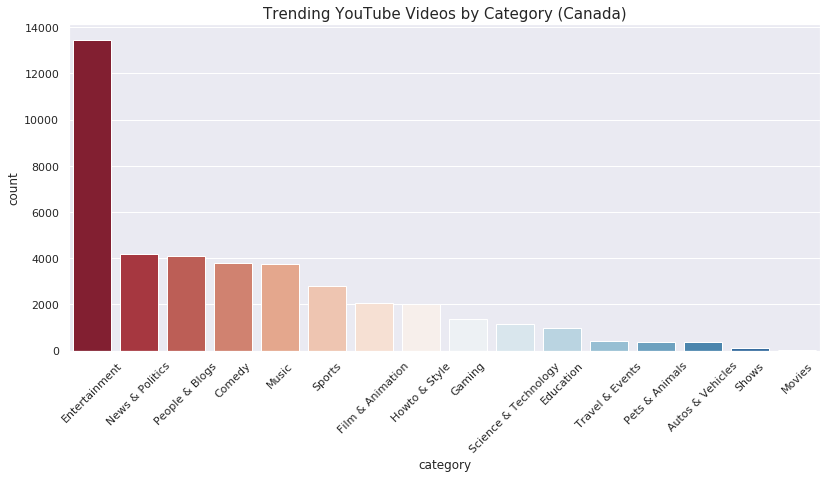 Trending YouTube Videos by Category (Canada)
14000
12000
10000
8000
6000
4000
2000
0
count
Entertainment
News & Politics
People & Blogs
Comedy
Music
Sports
Film & Animation
Howto & Style
Gaming
Science & Technology
Education
Travel & Events
Pets & Animals
Autos & Vehicles
Shows
Movies
category